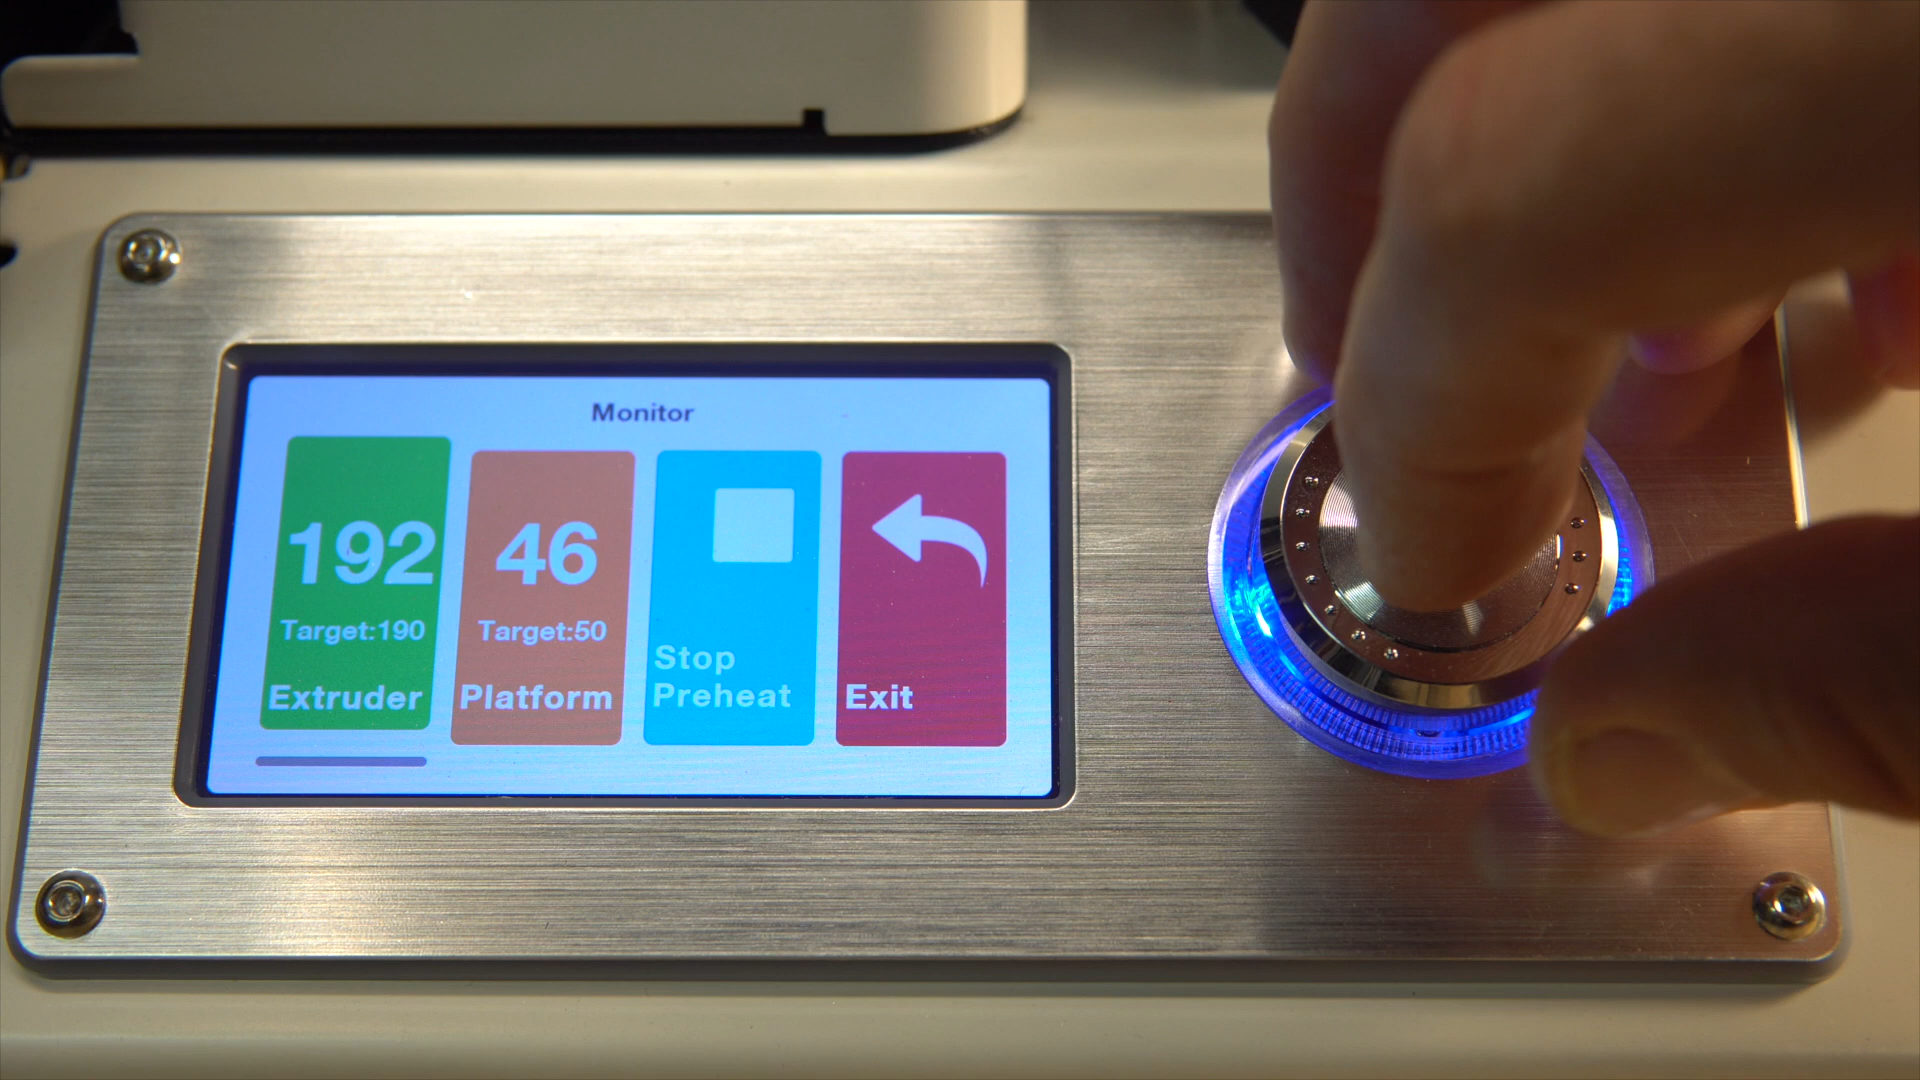 Monitor
192
Target:190
Extruder
46
Target:50
Platform
Stop
Preheat
Exit